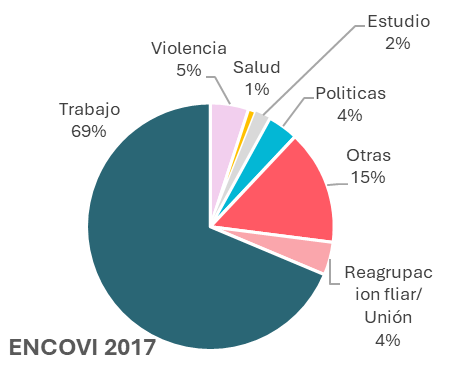 Estudio
2%
Violencia
5%
Salud
1%
Politicas
4%
Trabajo
69%
Otras
15%
Reagrupac
ion fliar/
Unión
4%
ENCOVI 2017